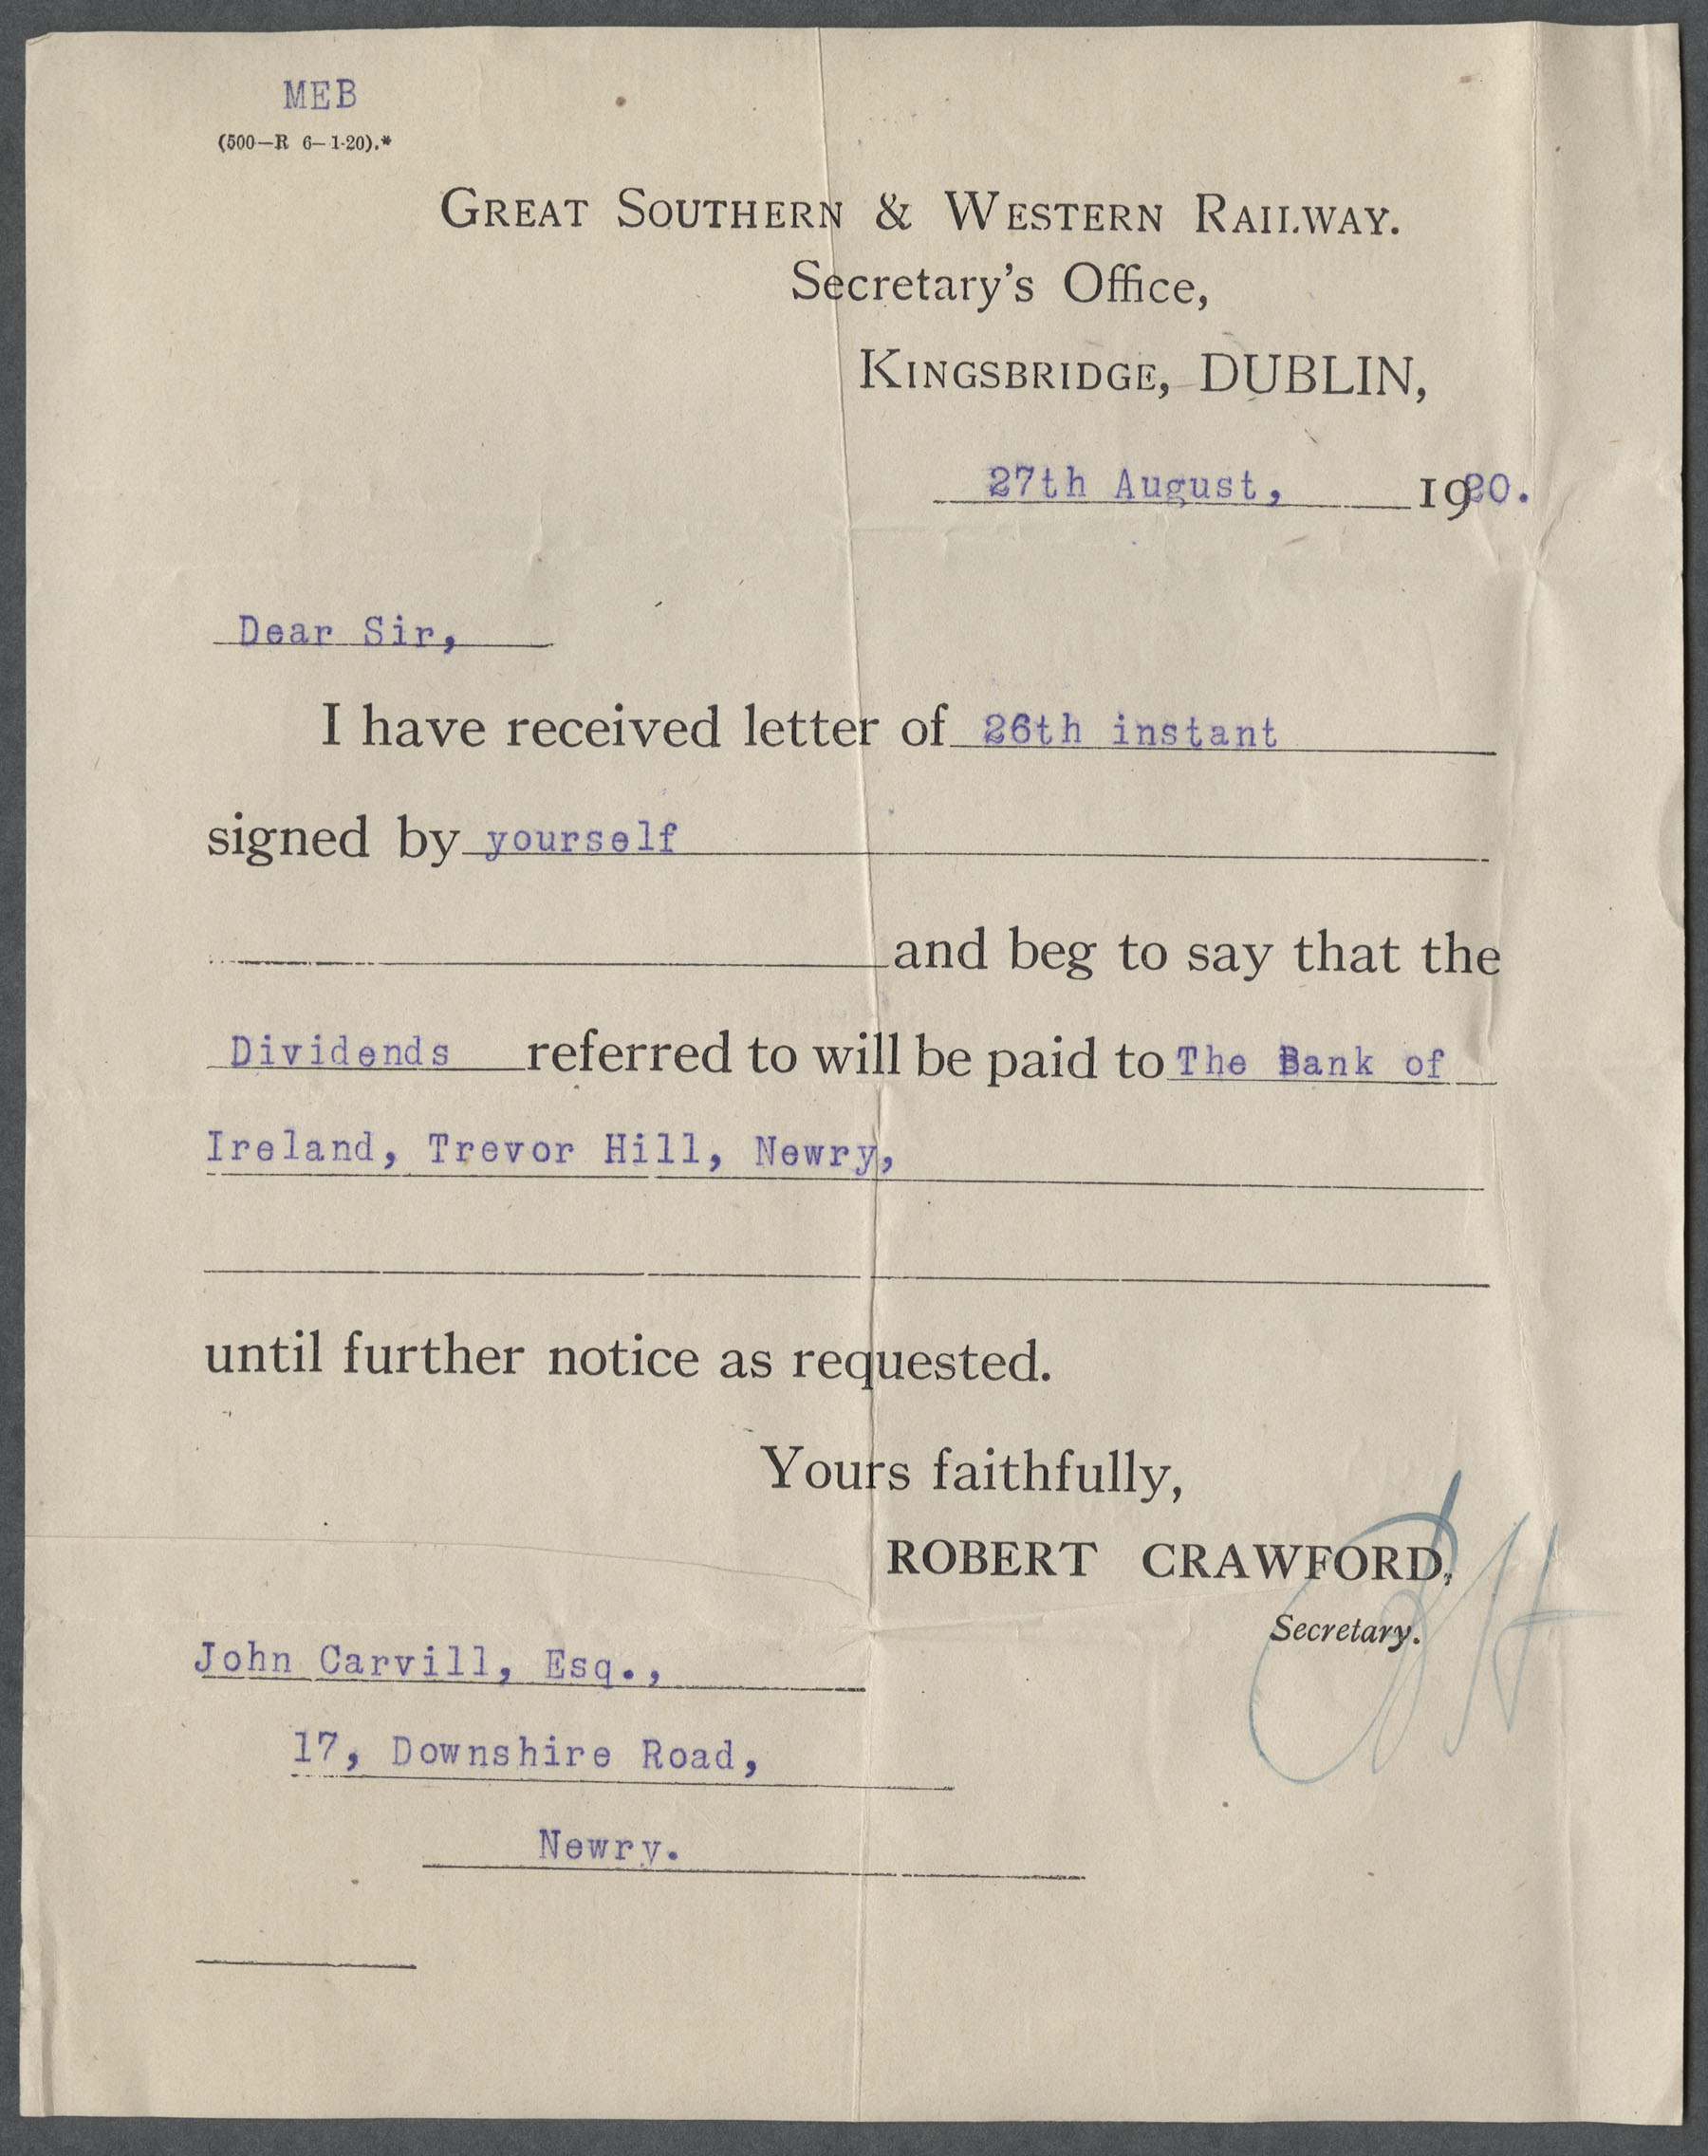 MEB
(500—R 6—1-20).*
GREAT SOUTHERN & WESTERN RAILWAY.
Secretary's Office,
KINGSBRIDGE, DUBLIN,
27th August, 1920.
Dear Sir,
I have received letter of 26th instant
signed by yourself
and beg to say that the
Dividends referred to will be paid to The Bank of
Ireland, Trevor Hill, Newry,
until further notice as requested.
Yours faithfully,
ROBERT CRAWFORD,
Secretary.
John Carvill, Esq.,
17, Downshire Road,
Newry.